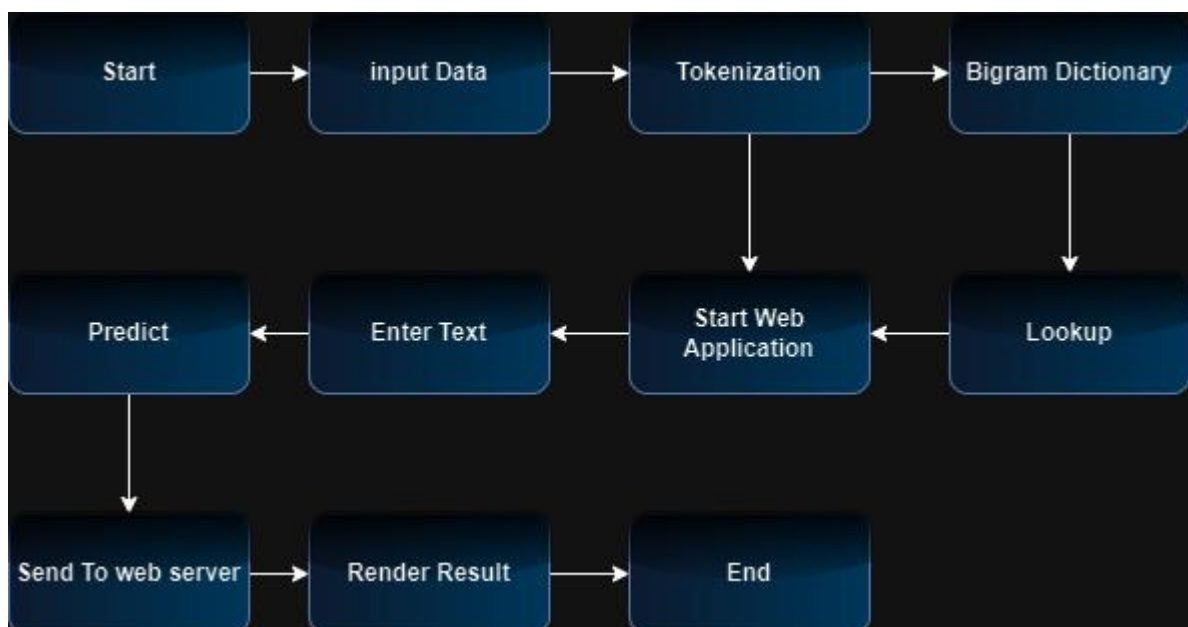 Start
input Data
Tokenization
Bigram Dictionary
Predict
Enter Text
Start Web
Application
Lookup
Send To web server
Render Result
End